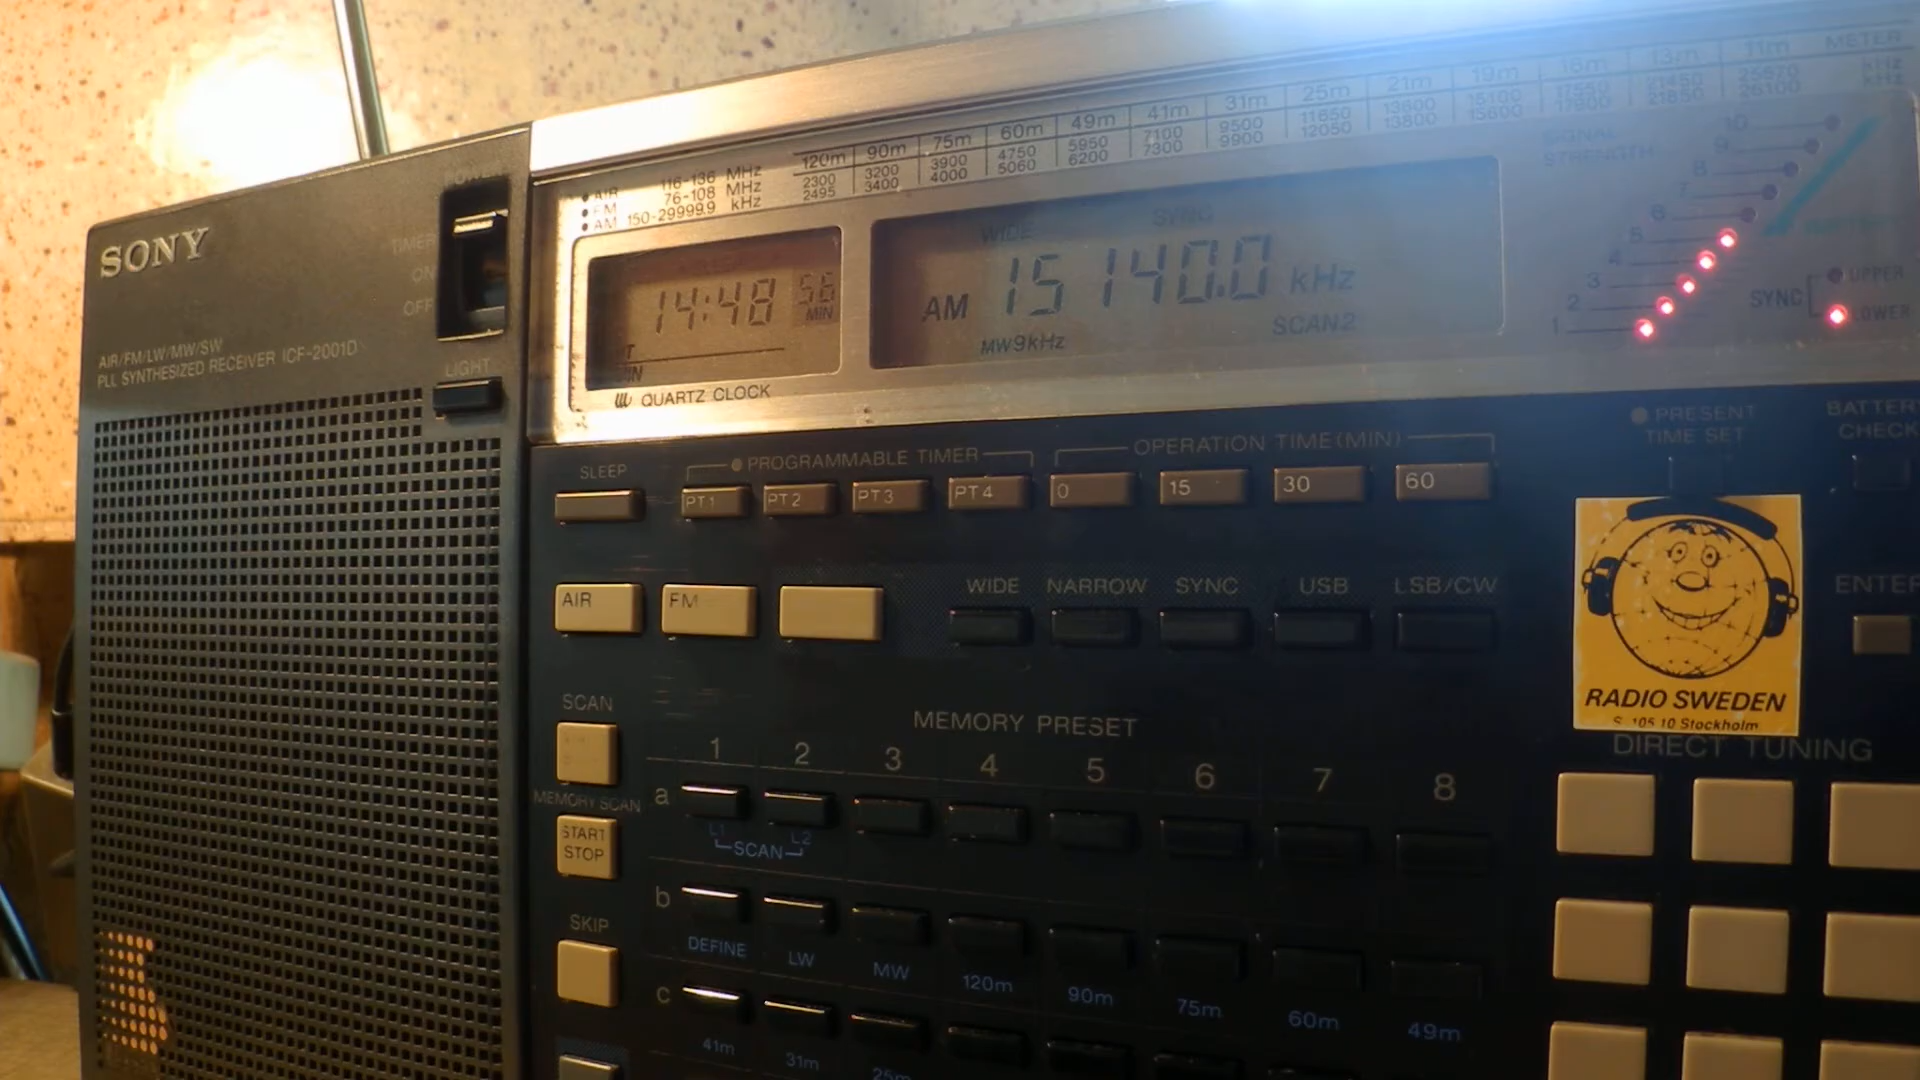 SONY
TIMER
ON
OFF
AIR/FM/LW/MW/SW
PLL SYNTHESIZED RECEIVER ICF-2001D
LIGHT
AIR 116-136 MHz
FM 76-108 MHz
AM 150-29999.9 kHz
120m 90m 75m 60m 49m 41m 31m 25m 21m 19m 16m 13m 11m METER
2300 3200 3900 4750 5950 7100 9500 11650 13600 15100 17550 21450 25670 kHz
2495 3400 4000 5060 6200 7300 9900 12050 13800 15600 17900 21850 26100 kHz
14:48 56
MIN
QUARTZ CLOCK
WIDE SYNC
AM 15140.0 kHz
MW9kHz SCAN2
SIGNAL
STRENGTH
10
9
8
7
6
5
4
3
2
1
SYNC
UPPER
LOWER
PRESENT
TIME SET
BATTERY
CHECK
SLEEP
PROGRAMMABLE TIMER
OPERATION TIME(MIN)
PT1 PT2 PT3 PT4 0 15 30 60
AIR FM
WIDE NARROW SYNC USB LSB/CW
ENTER
RADIO SWEDEN
S-105 10 Stockholm
DIRECT TUNING
SCAN
MEMORY SCAN
START
STOP
SKIP
MEMORY PRESET
1 2 3 4 5 6 7 8
a
L1 SCAN L2
b
DEFINE LW MW 120m 90m 75m 60m 49m
c
41m 31m 25m